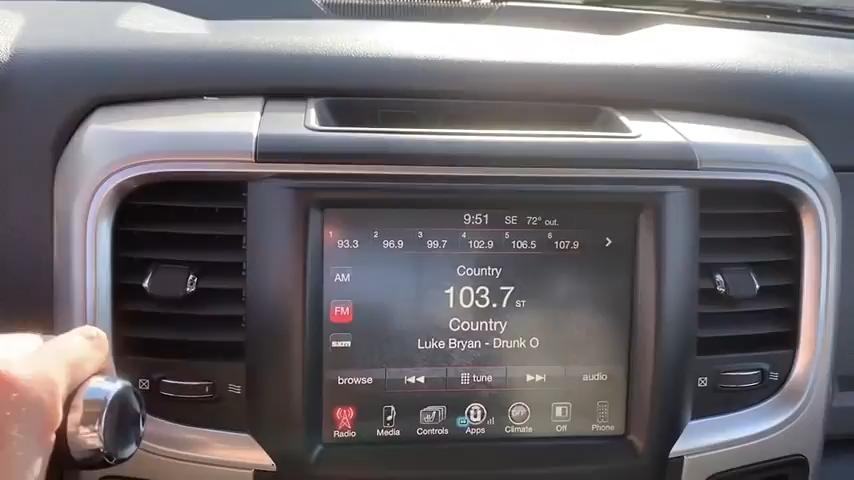 9:51 SE 72° out.
1 93.3 2 96.9 3 99.7 4 102.9 5 106.5 6 107.9
Country
AM
103.7 ST
FM
Country
Luke Bryan - Drunk O
browse tune audio
Radio Media Controls Apps OFF Climate Off Phone